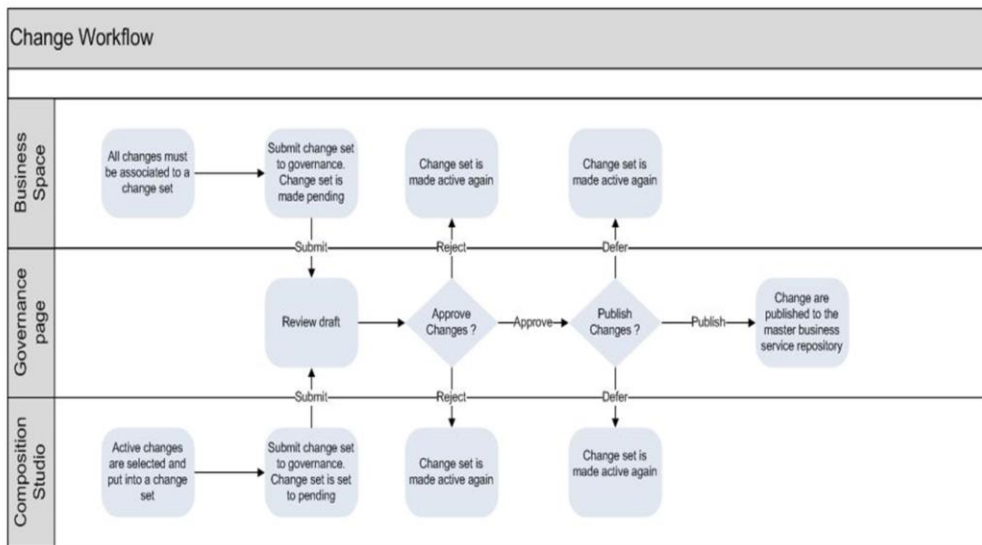 Change Workflow
Business
Space
All changes must
be associated to a
change set
Submit change set
to governance.
Change set is
made pending
Change set is
made active again
Change set is
made active again
Submit
Reject
Defer
Governance
page
Review draft
Approve
Changes ?
Approve
Publish
Changes ?
Publish
Change are
published to the
master business
service repository
Submit
Reject
Defer
Composition
Studio
Active changes
are selected and
put into a change
set
Submit change set
to governance.
Change set is set
to pending
Change set is
made active again
Change set is
made active again